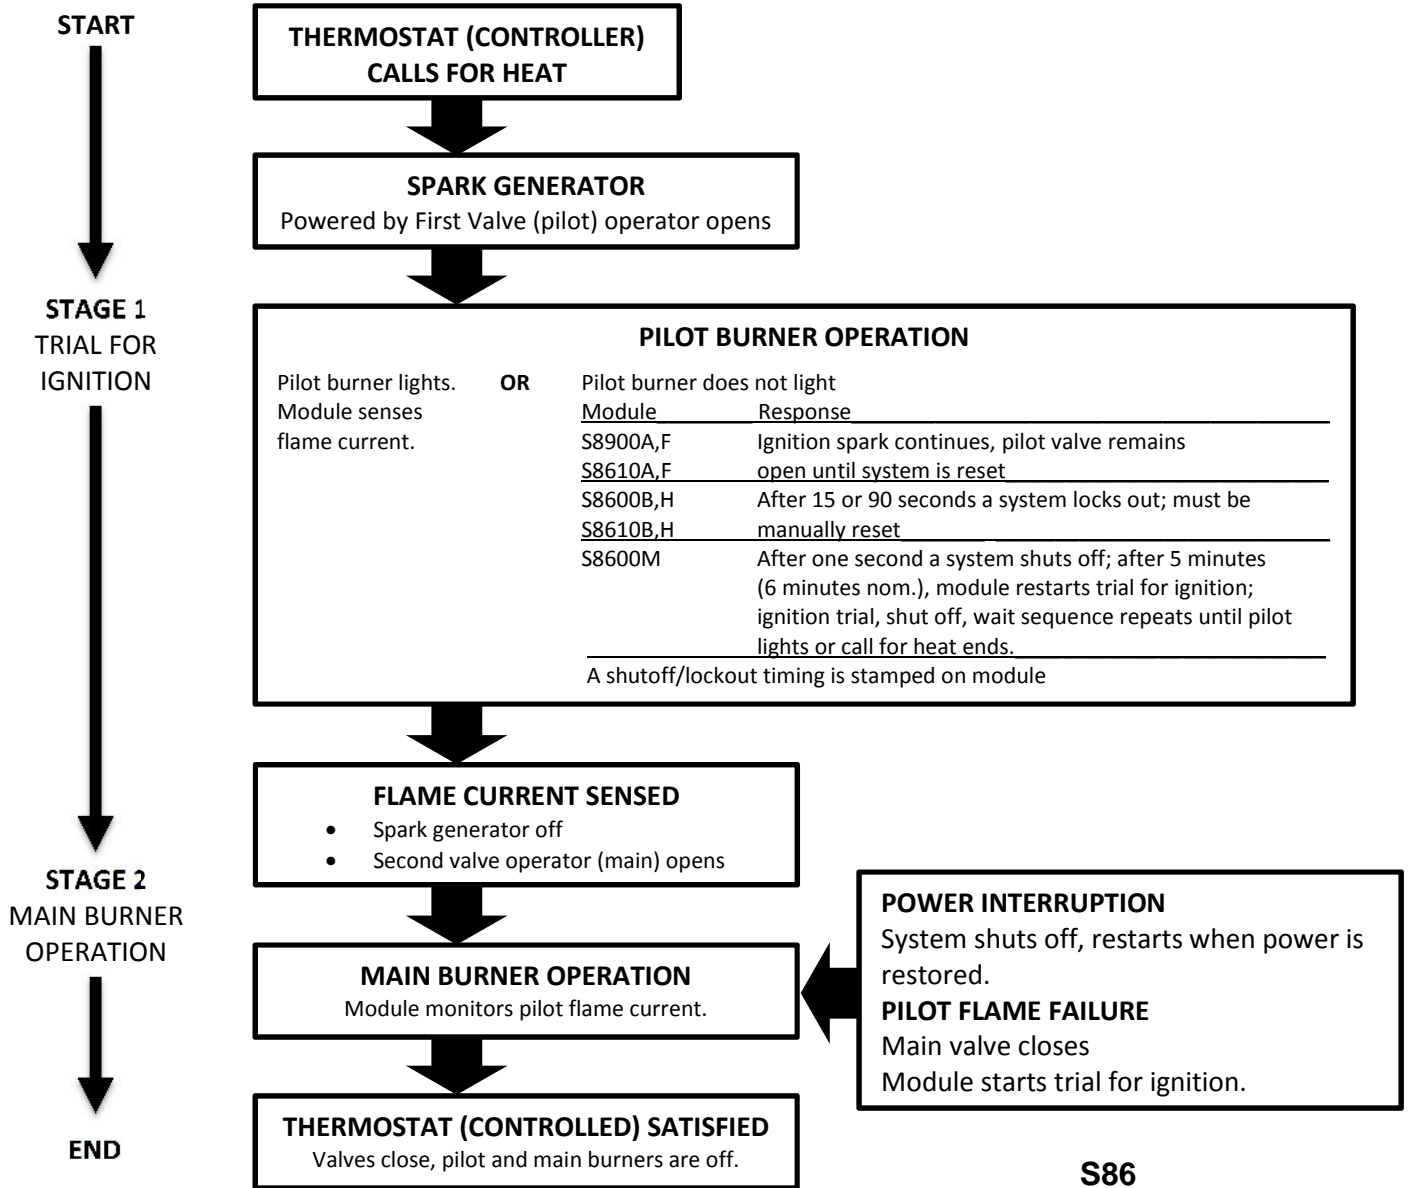 START
THERMOSTAT (CONTROLLER)
CALLS FOR HEAT
SPARK GENERATOR
Powered by First Valve (pilot) operator opens
STAGE 1
TRIAL FOR
IGNITION
PILOT BURNER OPERATION
Pilot burner lights. OR Pilot burner does not light
Module senses Module Response
flame current. S8900A,F Ignition spark continues, pilot valve remains
S8610A,F open until system is reset
S8600B,H After 15 or 90 seconds a system locks out; must be
S8610B,H manually reset
S8600M After one second a system shuts off; after 5 minutes
(6 minutes nom.), module restarts trial for ignition;
ignition trial, shut off, wait sequence repeats until pilot
lights or call for heat ends.
A shutoff/lockout timing is stamped on module
FLAME CURRENT SENSED
• Spark generator off
• Second valve operator (main) opens
STAGE 2
MAIN BURNER
OPERATION
MAIN BURNER OPERATION
Module monitors pilot flame current.
POWER INTERRUPTION
System shuts off, restarts when power is
restored.
PILOT FLAME FAILURE
Main valve closes
Module starts trial for ignition.
THERMOSTAT (CONTROLLED) SATISFIED
Valves close, pilot and main burners are off.
END
S86